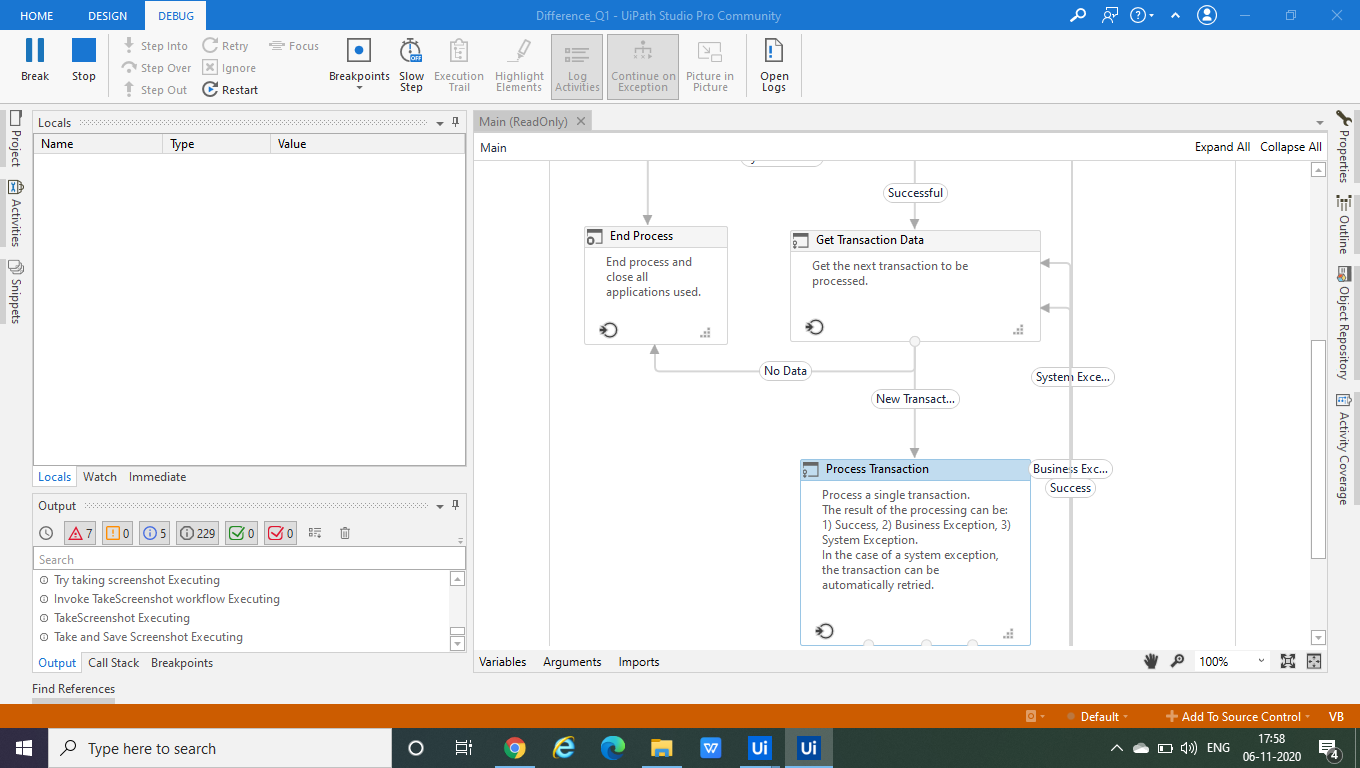 HOME DESIGN DEBUG Difference_Q1 - UiPath Studio Pro Community
Break
Stop
Step Into
Step Over
Step Out
Retry
Ignore
Restart
Focus
Breakpoints
Slow
Step
Execution
Trail
Highlight
Elements
Log
Activities
Continue on
Exception
Picture in
Picture
Open
Logs
Project
Activities
Snippets
Locals
Name Type Value
Locals Watch Immediate
Output
7 0 5 229 0 0
Search
Try taking screenshot Executing
Invoke TakeScreenshot workflow Executing
TakeScreenshot Executing
Take and Save Screenshot Executing
Output Call Stack Breakpoints
Find References
Main (ReadOnly)
Main Expand All Collapse All
Successful
End Process
End process and
close all
applications used.
Get Transaction Data
Get the next transaction to be
processed.
No Data
System Exce...
New Transact...
Process Transaction
Process a single transaction.
The result of the processing can be:
1) Success, 2) Business Exception, 3)
System Exception.
In the case of a system exception,
the transaction can be
automatically retried.
Business Exc...
Success
Variables Arguments Imports 100%
Properties
Outline
Object Repository
Activity Coverage
Default Add To Source Control VB
Type here to search
Ui Ui
ENG
17:58
06-11-2020
4